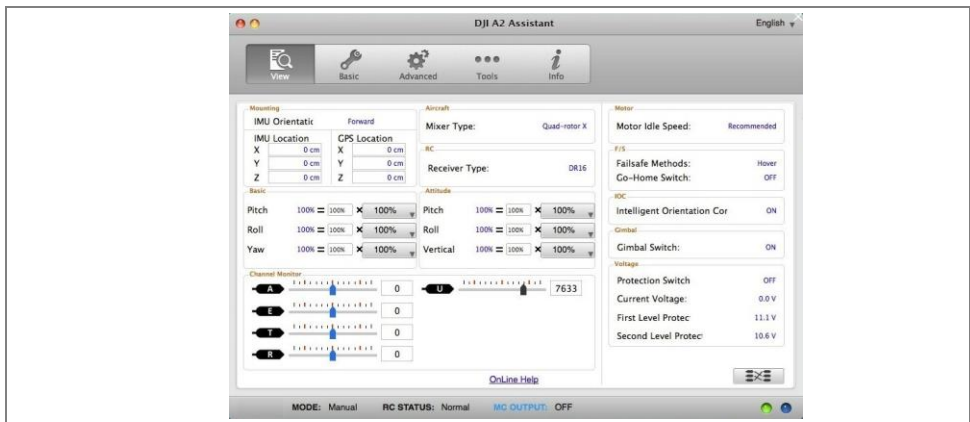 DJI A2 Assistant
English
View
Basic
Advanced
Tools
Info
Mounting
IMU Orientatic Forward
IMU Location GPS Location
X 0 cm X 0 cm
Y 0 cm Y 0 cm
Z 0 cm Z 0 cm
Aircraft
Mixer Type: Quad-rotor X
RC
Receiver Type: DR16
Basic
Pitch 100% = 100% × 100%
Roll 100% = 100% × 100%
Yaw 100% = 100% × 100%
Attitude
Pitch 100% = 100% × 100%
Roll 100% = 100% × 100%
Vertical 100% = 100% × 100%
Channel Monitor
A 0
E 0
T 0
R 0
U 7633
Motor
Motor Idle Speed: Recommended
F/S
Failsafe Methods: Hover
Go-Home Switch: OFF
IOC
Intelligent Orientation Cor ON
Gimbal
Gimbal Switch: ON
Voltage
Protection Switch OFF
Current Voltage: 0.0 V
First Level Protec 11.1 V
Second Level Protec 10.6 V
OnLine Help
MODE: Manual RC STATUS: Normal MC OUTPUT: OFF